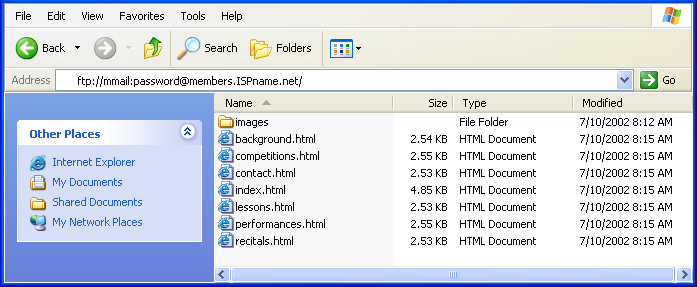 File Edit View Favorites Tools Help
Back Search Folders
Address ftp://mmail:password@members.ISPname.net/ Go
Name Size Type Modified
Other Places
Internet Explorer
My Documents
Shared Documents
My Network Places
images File Folder 7/10/2002 8:12 AM
background.html 2.54 KB HTML Document 7/10/2002 8:15 AM
competitions.html 2.55 KB HTML Document 7/10/2002 8:15 AM
contact.html 2.53 KB HTML Document 7/10/2002 8:15 AM
index.html 4.85 KB HTML Document 7/10/2002 8:15 AM
lessons.html 2.53 KB HTML Document 7/10/2002 8:15 AM
performances.html 2.55 KB HTML Document 7/10/2002 8:15 AM
recitals.html 2.53 KB HTML Document 7/10/2002 8:15 AM